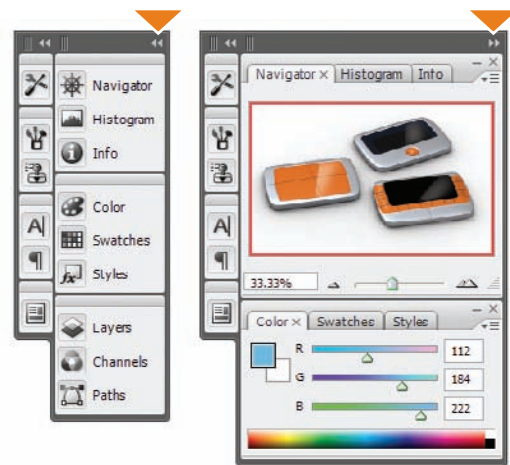 Navigator
Histogram
Info
Color
Swatches
Styles
Layers
Channels
Paths
Navigator × Histogram Info
33.33%
Color × Swatches Styles
R 112
G 184
B 222